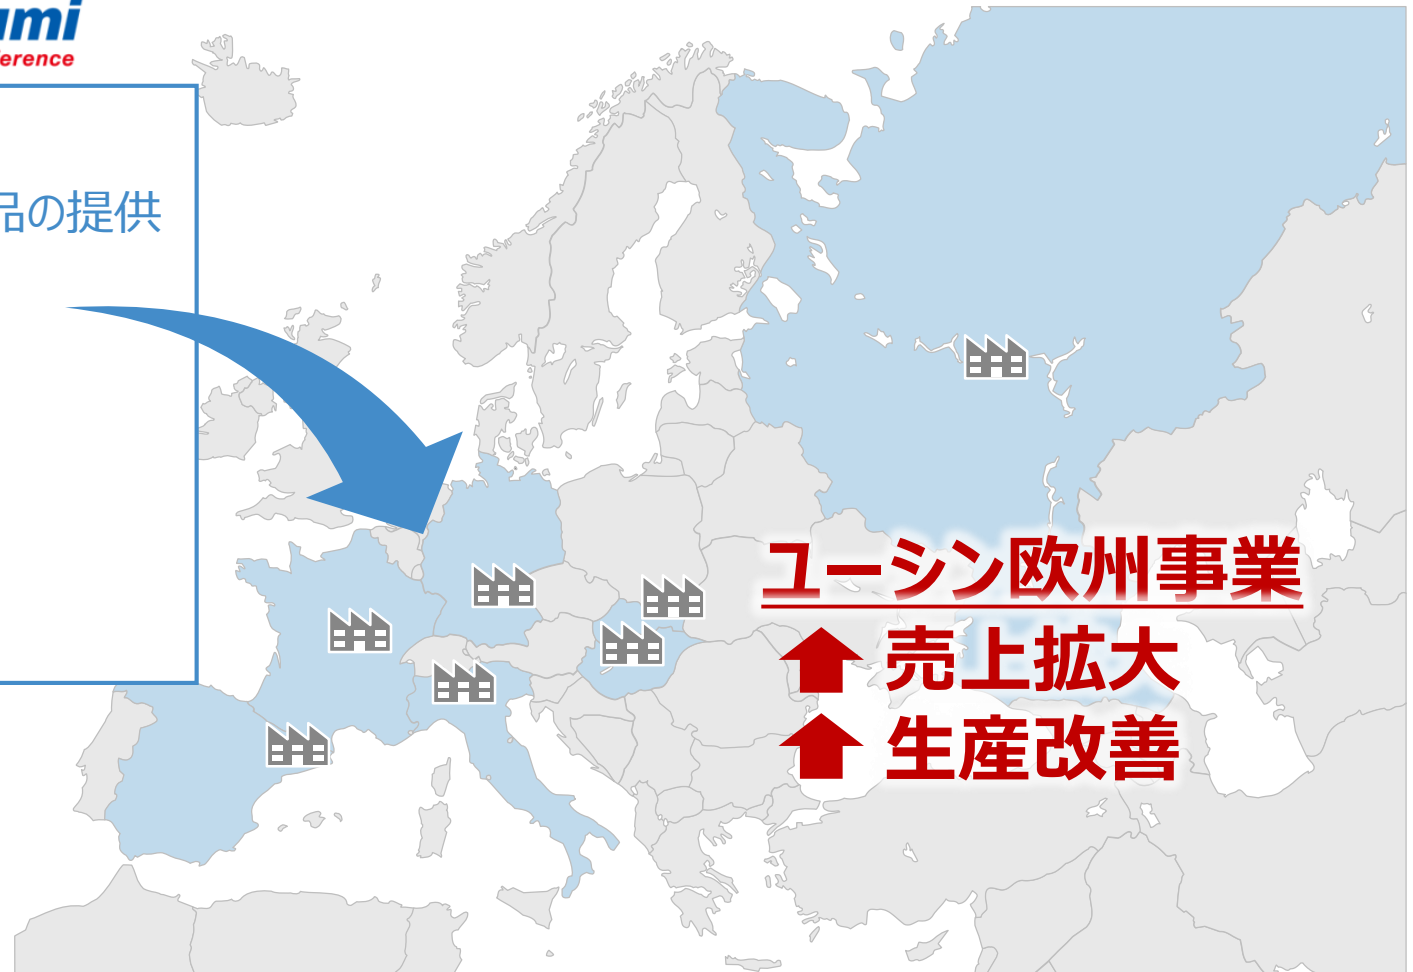 umi
erence
品の提供
ユーシン欧州事業
売上拡大
生産改善